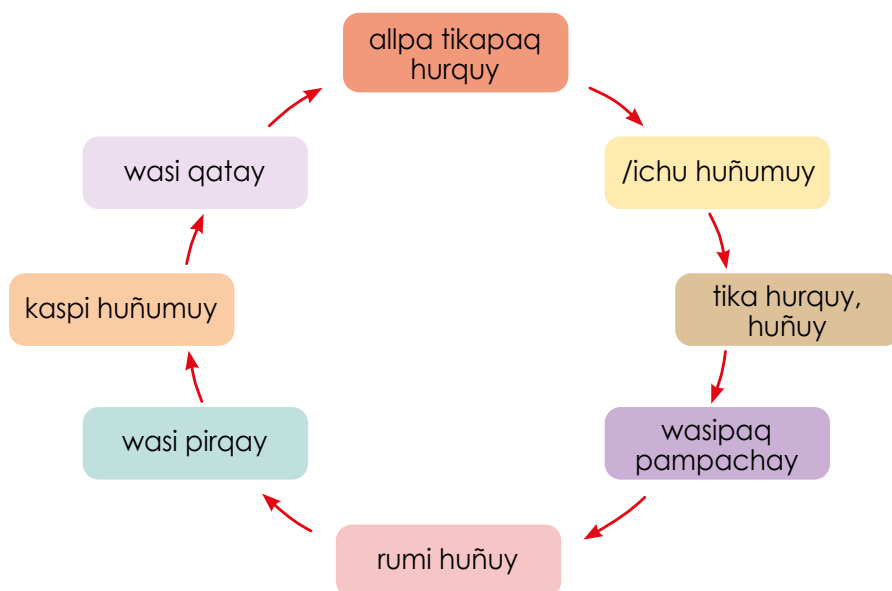 allpa tikapaq
hurquy
/ichu huñumuy
tika hurquy,
huñuy
wasipaq
pampachay
rumi huñuy
wasi pirqay
kaspi huñumuy
wasi qatay